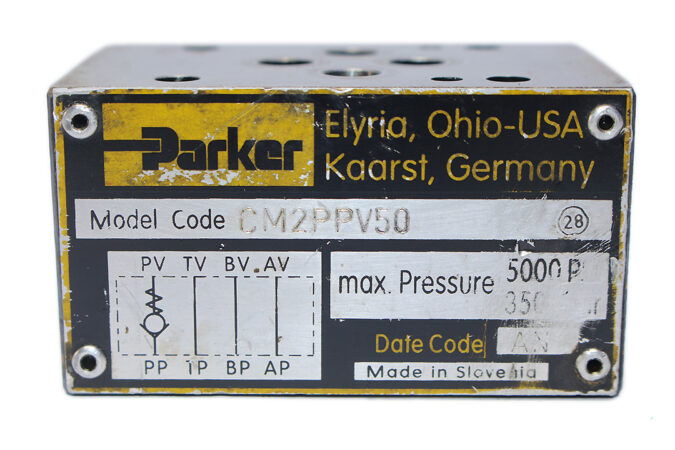 Parker
Elyria, Ohio-USA
Kaarst, Germany
Model Code CM2PPV50
28
PV TV BV AV
PP TP BP AP
max. Pressure 5000
Date Code AN
Made in Slovenia